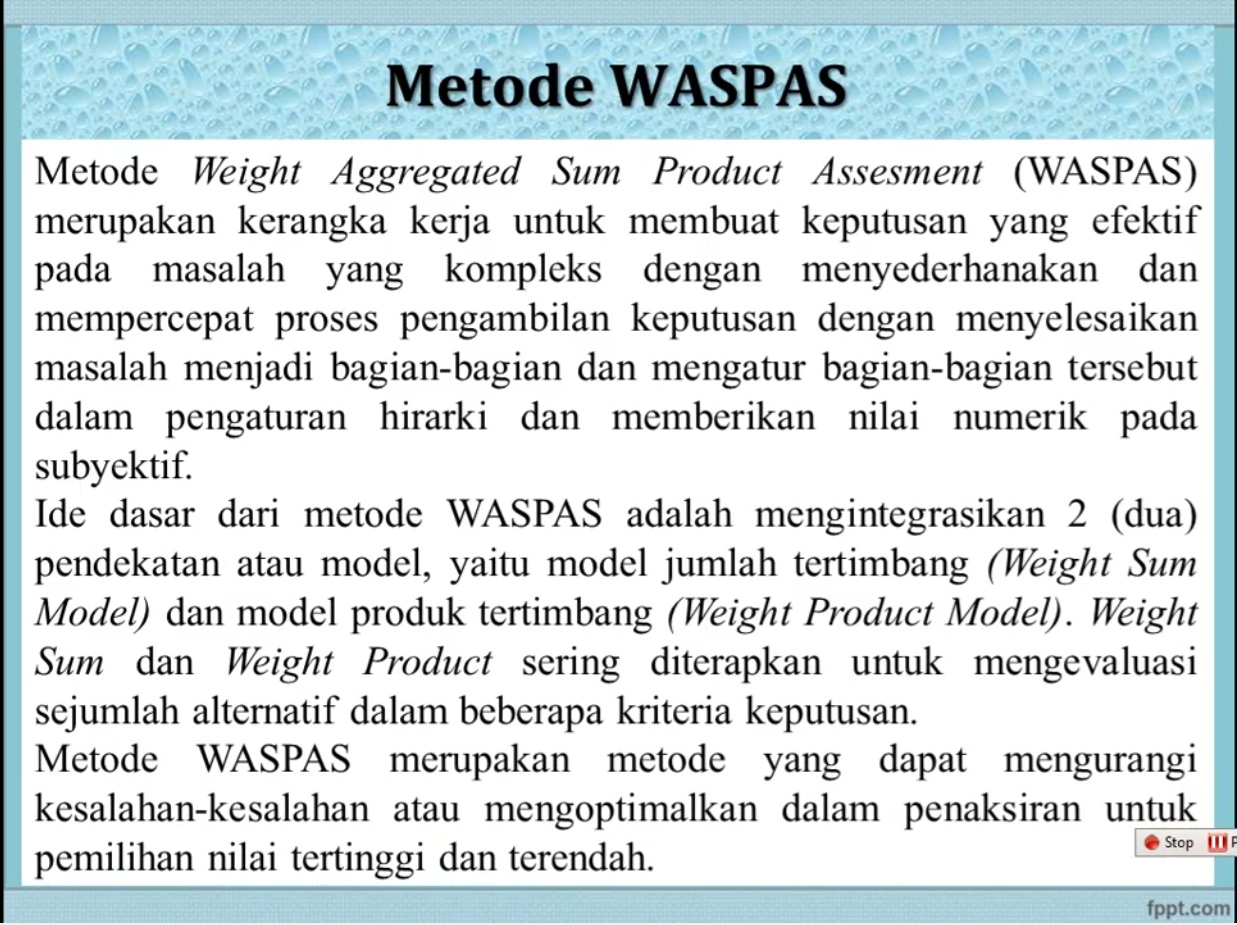 Metode WASPAS
Metode Weight Aggregated Sum Product Assesment (WASPAS)
merupakan kerangka kerja untuk membuat keputusan yang efektif
pada masalah yang kompleks dengan menyederhanakan dan
mempercepat proses pengambilan keputusan dengan menyelesaikan
masalah menjadi bagian-bagian dan mengatur bagian-bagian tersebut
dalam pengaturan hirarki dan memberikan nilai numerik pada
subyektif.
Ide dasar dari metode WASPAS adalah mengintegrasikan 2 (dua)
pendekatan atau model, yaitu model jumlah tertimbang (Weight Sum
Model) dan model produk tertimbang (Weight Product Model). Weight
Sum dan Weight Product sering diterapkan untuk mengevaluasi
sejumlah alternatif dalam beberapa kriteria keputusan.
Metode WASPAS merupakan metode yang dapat mengurangi
kesalahan-kesalahan atau mengoptimalkan dalam penaksiran untuk
pemilihan nilai tertinggi dan terendah.
Stop
fppt.com